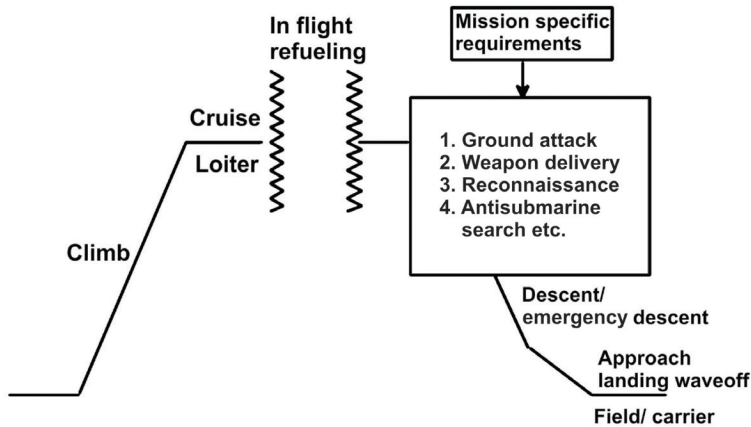 In flight
refueling
Mission specific
requirements
Cruise
Loiter
Climb
1. Ground attack
2. Weapon delivery
3. Reconnaissance
4. Antisubmarine
search etc.
Descent/
emergency descent
Approach
landing waveoff
Field/ carrier